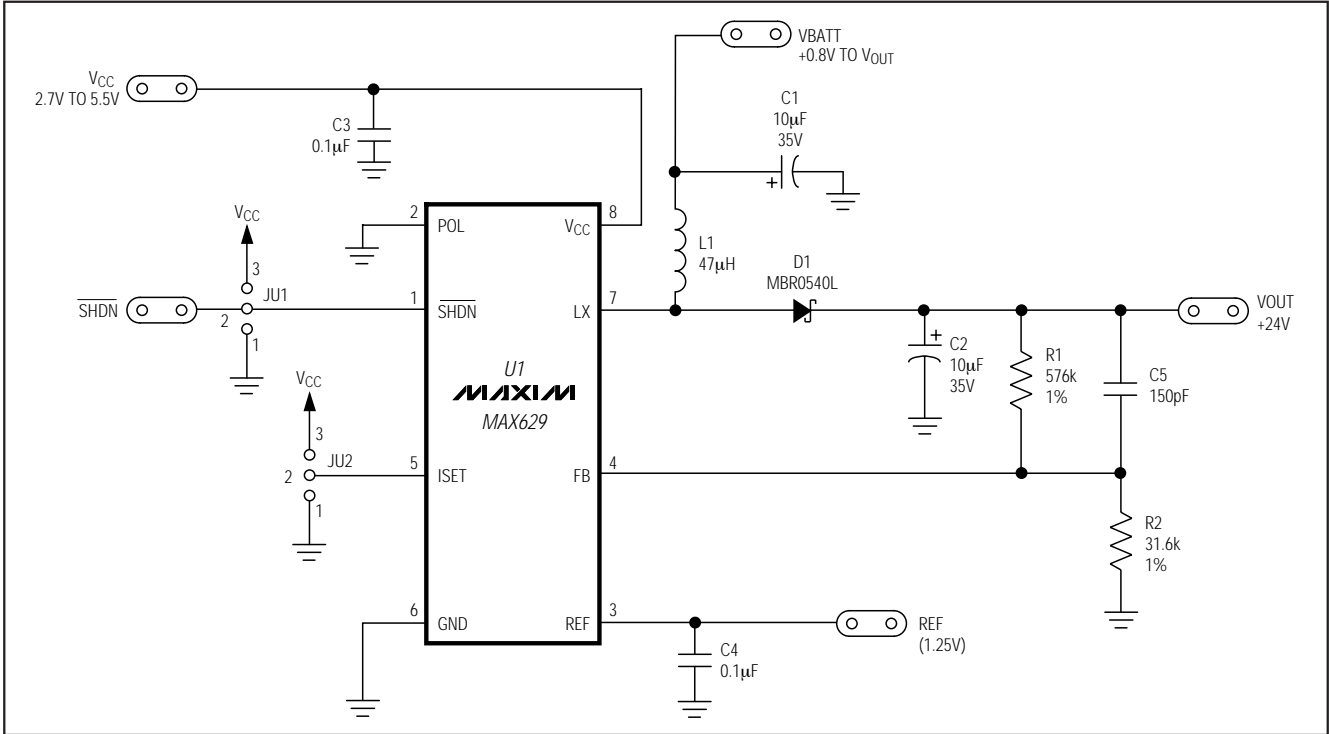 VBATT
+0.8V TO VOUT
VCC
2.7V TO 5.5V
C3
0.1μF
C1
10μF
35V
+
L1
47μH
D1
MBR0540L
VCC
3
JU1
SHDN
2
1
2
POL
1
SHDN
5
ISET
6
GND
U1
MAXIM
MAX629
8
VCC
7
LX
4
FB
3
REF
VCC
3
JU2
2
1
+
C2
10μF
35V
R1
576k
1%
C5
150pF
VOUT
+24V
R2
31.6k
1%
C4
0.1μF
REF
(1.25V)